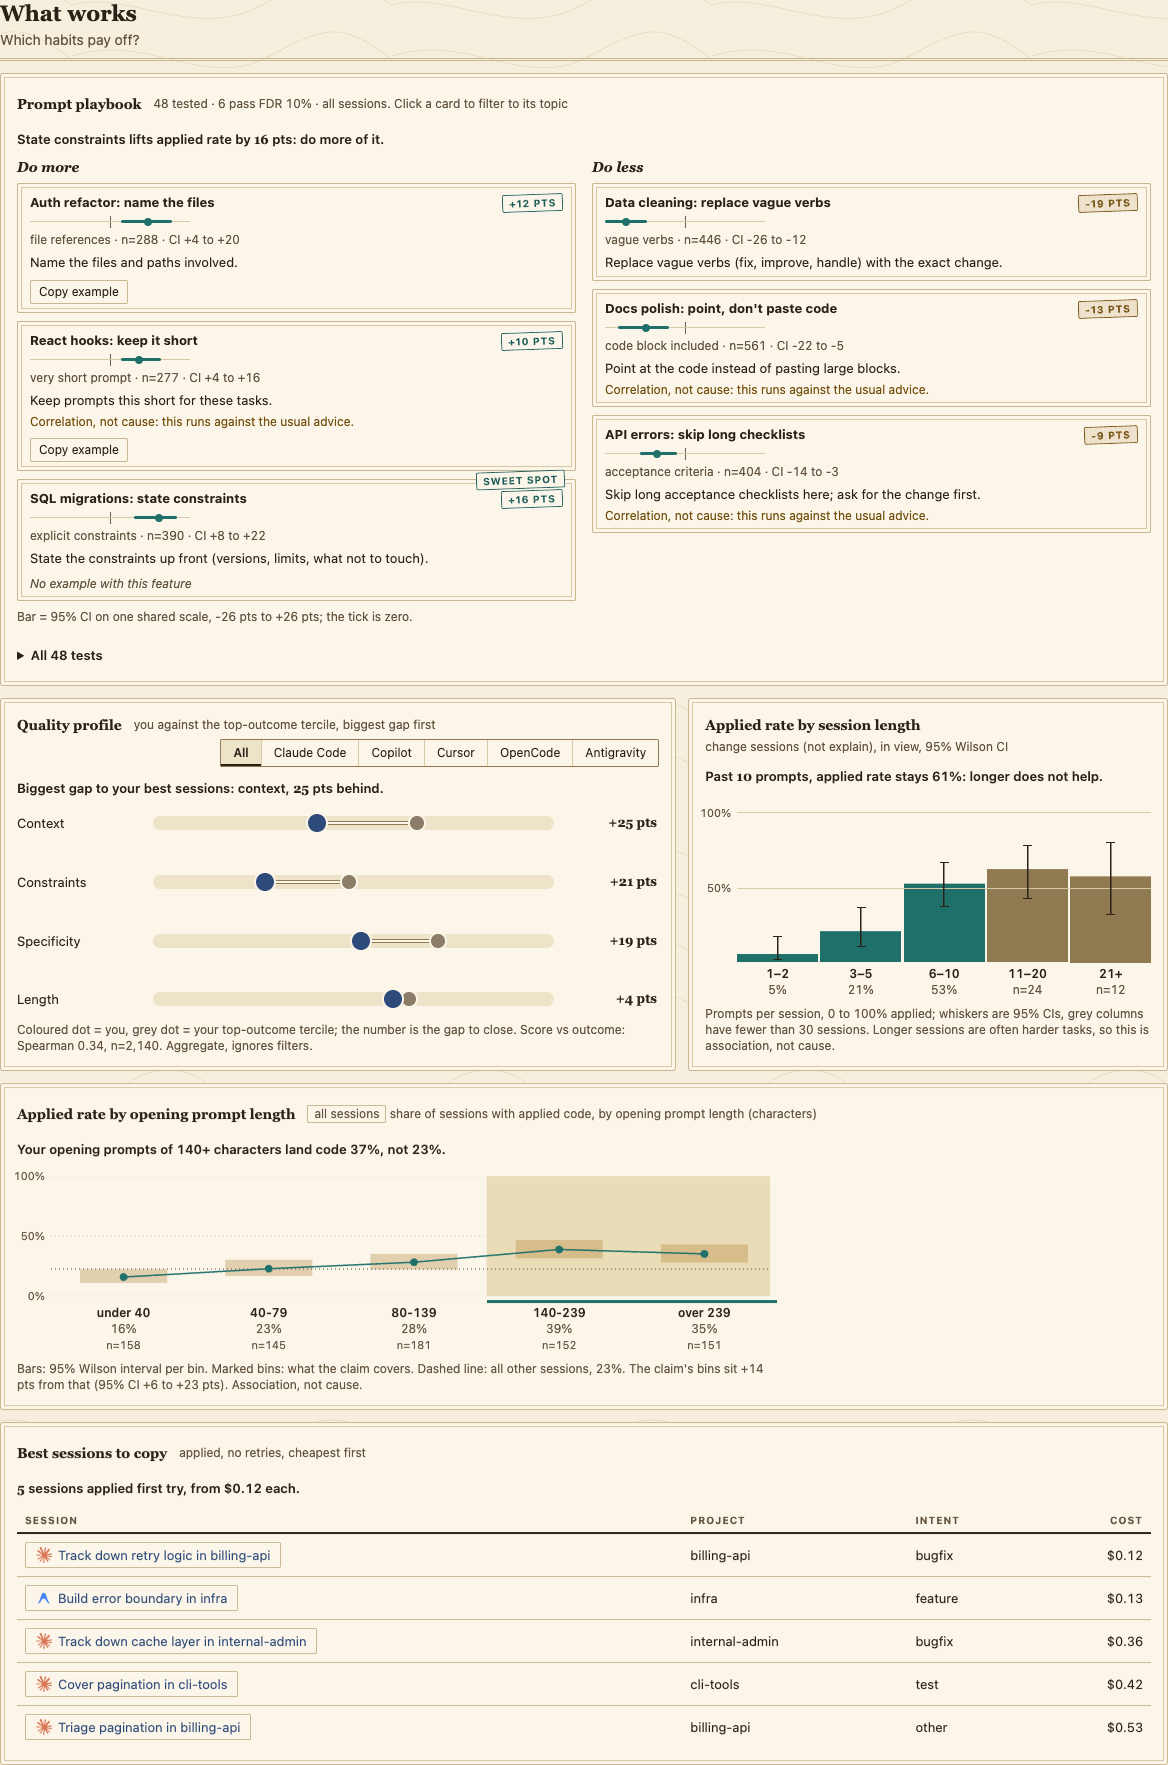 What works
Which habits pay off?
Prompt playbook 48 tested · 6 pass FDR 10% · all sessions. Click a card to filter to its topic
State constraints lifts applied rate by 16 pts: do more of it.
Do more
Auth refactor: name the files
+12 PTS
file references · n=288 · CI +4 to +20
Name the files and paths involved.
Copy example
React hooks: keep it short
+10 PTS
very short prompt · n=277 · CI +4 to +16
Keep prompts this short for these tasks.
Correlation, not cause: this runs against the usual advice.
Copy example
SWEET SPOT
SQL migrations: state constraints
+16 PTS
explicit constraints · n=390 · CI +8 to +22
State the constraints up front (versions, limits, what not to touch).
No example with this feature
Do less
Data cleaning: replace vague verbs
-19 PTS
vague verbs · n=446 · CI -26 to -12
Replace vague verbs (fix, improve, handle) with the exact change.
Docs polish: point, don't paste code
-13 PTS
code block included · n=561 · CI -22 to -5
Point at the code instead of pasting large blocks.
Correlation, not cause: this runs against the usual advice.
API errors: skip long checklists
-9 PTS
acceptance criteria · n=404 · CI -14 to -3
Skip long acceptance checklists here; ask for the change first.
Correlation, not cause: this runs against the usual advice.
Bar = 95% CI on one shared scale, -26 pts to +26 pts; the tick is zero.
All 48 tests
Quality profile you against the top-outcome tercile, biggest gap first
All Claude Code Copilot Cursor OpenCode Antigravity
Biggest gap to your best sessions: context, 25 pts behind.
Context +25 pts
Constraints +21 pts
Specificity +19 pts
Length +4 pts
Coloured dot = you, grey dot = your top-outcome tercile; the number is the gap to close. Score vs outcome:
Spearman 0.34, n=2,140. Aggregate, ignores filters.
Applied rate by session length
change sessions (not explain), in view, 95% Wilson CI
Past 10 prompts, applied rate stays 61%: longer does not help.
100%
50%
1–2 3–5 6–10 11–20 21+
5% 21% 53% n=24 n=12
Prompts per session, 0 to 100% applied; whiskers are 95% CIs, grey columns
have fewer than 30 sessions. Longer sessions are often harder tasks, so this is
association, not cause.
Applied rate by opening prompt length all sessions share of sessions with applied code, by opening prompt length (characters)
Your opening prompts of 140+ characters land code 37%, not 23%.
100%
50%
0%
under 40 40-79 80-139 140-239 over 239
16% 23% 28% 39% 35%
n=158 n=145 n=181 n=152 n=151
Bars: 95% Wilson interval per bin. Marked bins: what the claim covers. Dashed line: all other sessions, 23%. The claim's bins sit +14
pts from that (95% CI +6 to +23 pts). Association, not cause.
Best sessions to copy applied, no retries, cheapest first
5 sessions applied first try, from $0.12 each.
SESSION PROJECT INTENT COST
Track down retry logic in billing-api billing-api bugfix $0.12
Build error boundary in infra infra feature $0.13
Track down cache layer in internal-admin internal-admin bugfix $0.36
Cover pagination in cli-tools cli-tools test $0.42
Triage pagination in billing-api billing-api other $0.53